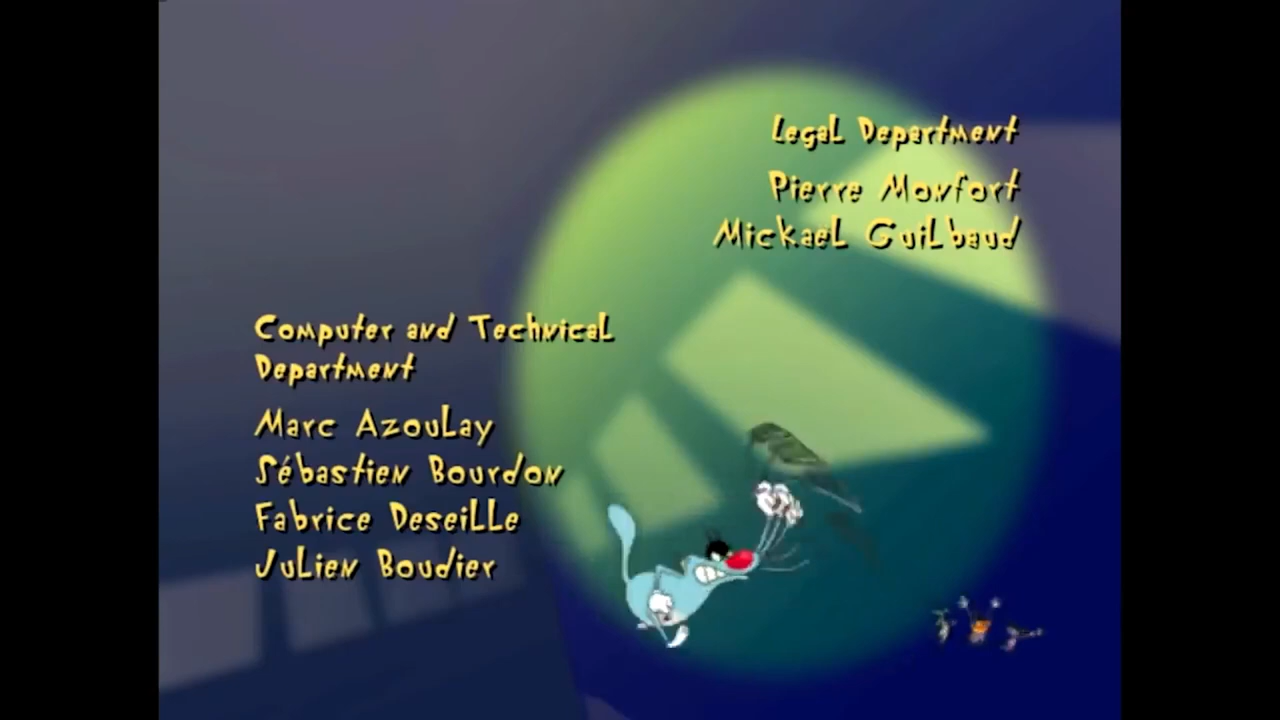 Legal Department
Pierre Monfort
Mickael Guilbaud
Computer and Technical
Department
Marc Azoulay
Sébastien Bourdon
Fabrice Deseille
Julien Boudier